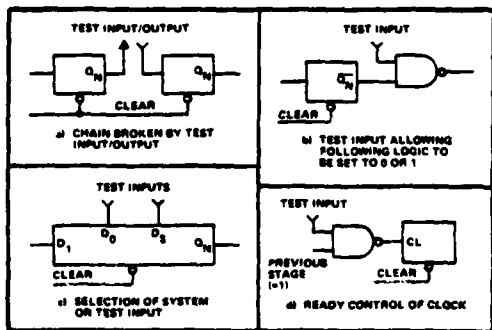 TEST INPUT/OUTPUT
Q_N
Q_N
CLEAR
a) CHAIN BROKEN BY TEST
INPUT/OUTPUT
TEST INPUT
Q̅_N
CLEAR
b) TEST INPUT ALLOWING
FOLLOWING LOGIC TO
BE SET TO 0 OR 1
TEST INPUTS
D_1
D_0
D_S
Q_N
CLEAR
c) SELECTION OF SYSTEM
OR TEST INPUT
TEST INPUT
CL
PREVIOUS
STAGE
(=1)
CLEAR
d) READY CONTROL OF CLOCK